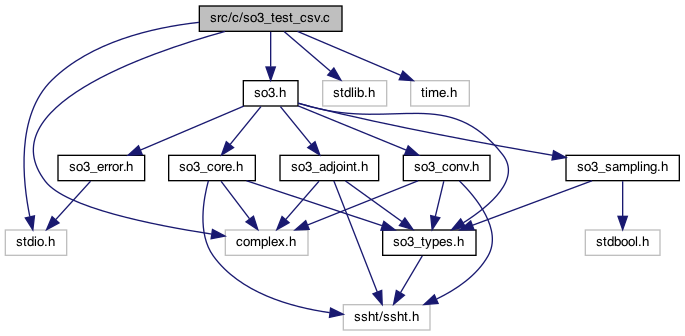 src/c/so3_test_csv.c
so3.h
stdlib.h
time.h
so3_error.h
so3_core.h
so3_adjoint.h
so3_conv.h
so3_sampling.h
stdio.h
complex.h
so3_types.h
stdbool.h
ssht/ssht.h